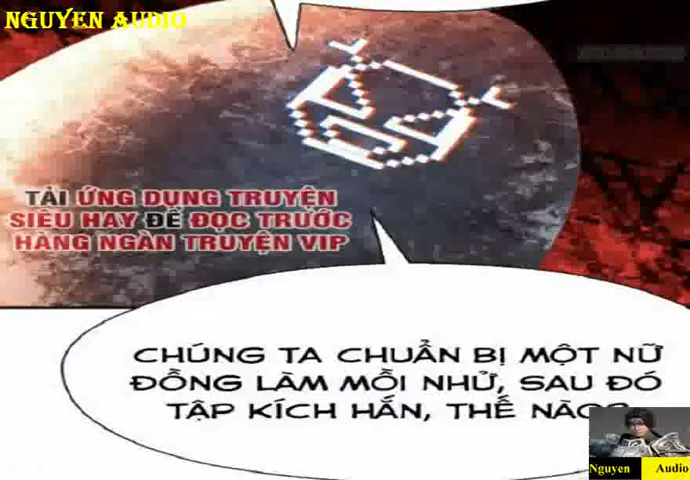 NGUYEN AUDIO
TẢI ỨNG DỤNG TRUYỆN
SIÊU HAY ĐỂ ĐỌC TRƯỚC
HÀNG NGÀN TRUYỆN VIP
CHÚNG TA CHUẨN BỊ MỘT NỮ
ĐỒNG LÀM MỒI NHỬ, SAU ĐÓ
TẬP KÍCH HẮN, THẾ NÀO?
Nguyen Audio